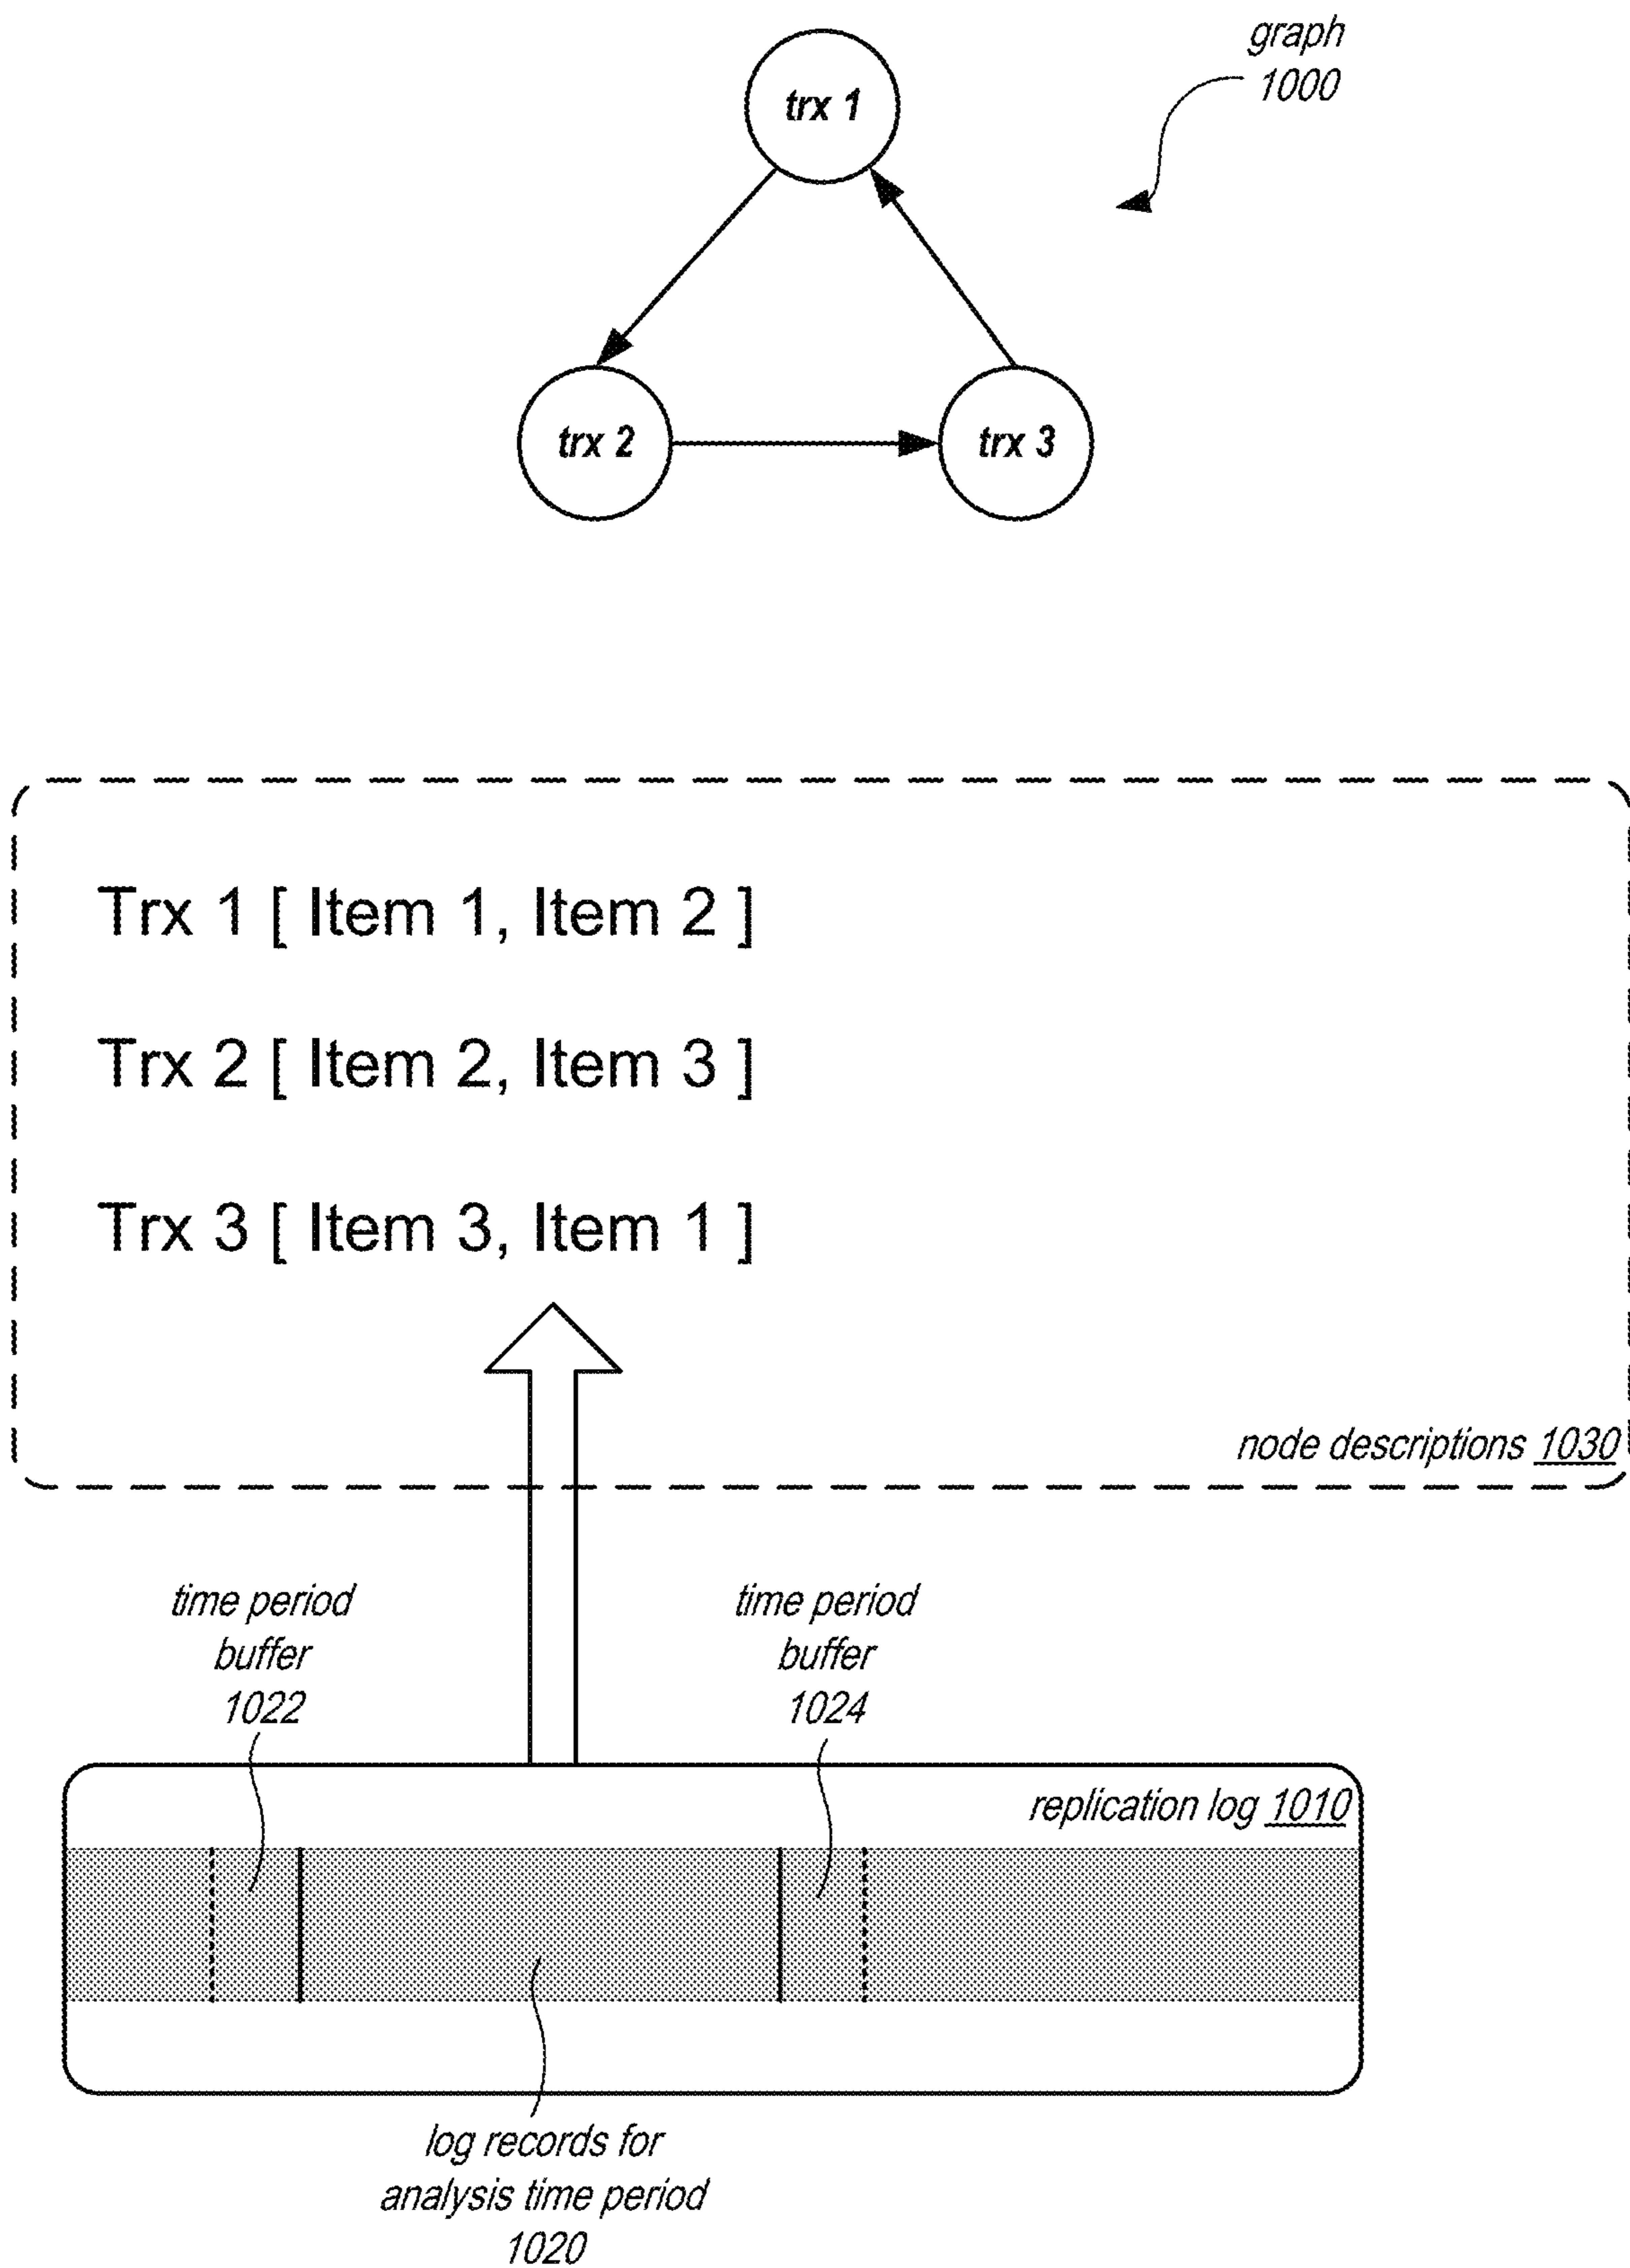 graph
1000
trx 1
trx 2
trx 3
Trx 1 [ Item 1, Item 2 ]
Trx 2 [ Item 2, Item 3 ]
Trx 3 [ Item 3, Item 1 ]
node descriptions 1030
time period
buffer
1022
time period
buffer
1024
replication log 1010
log records for
analysis time period
1020